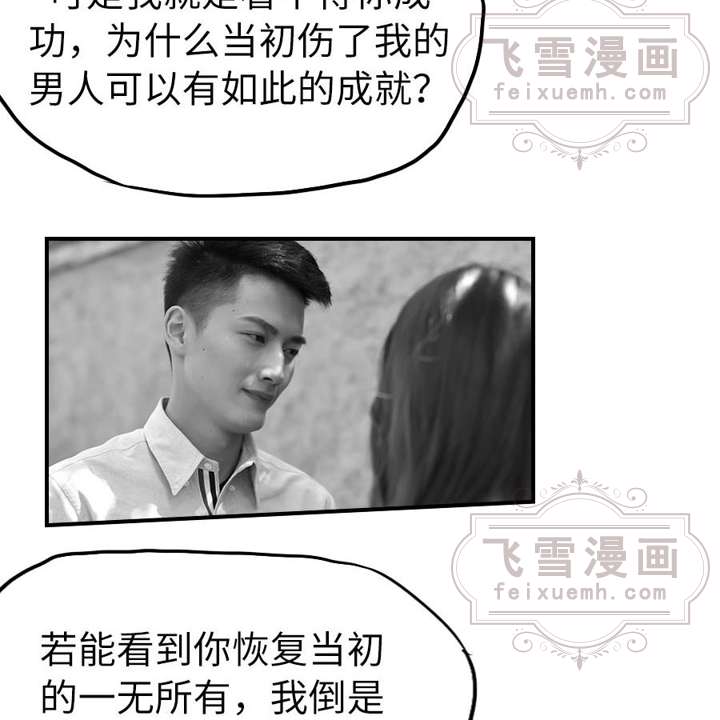 功，为什么当初伤了我的
男人可以有如此的成就？
飞雪漫画
feixuemh.com
飞雪漫画
feixuemh.com
若能看到你恢复当初
的一无所有，我倒是